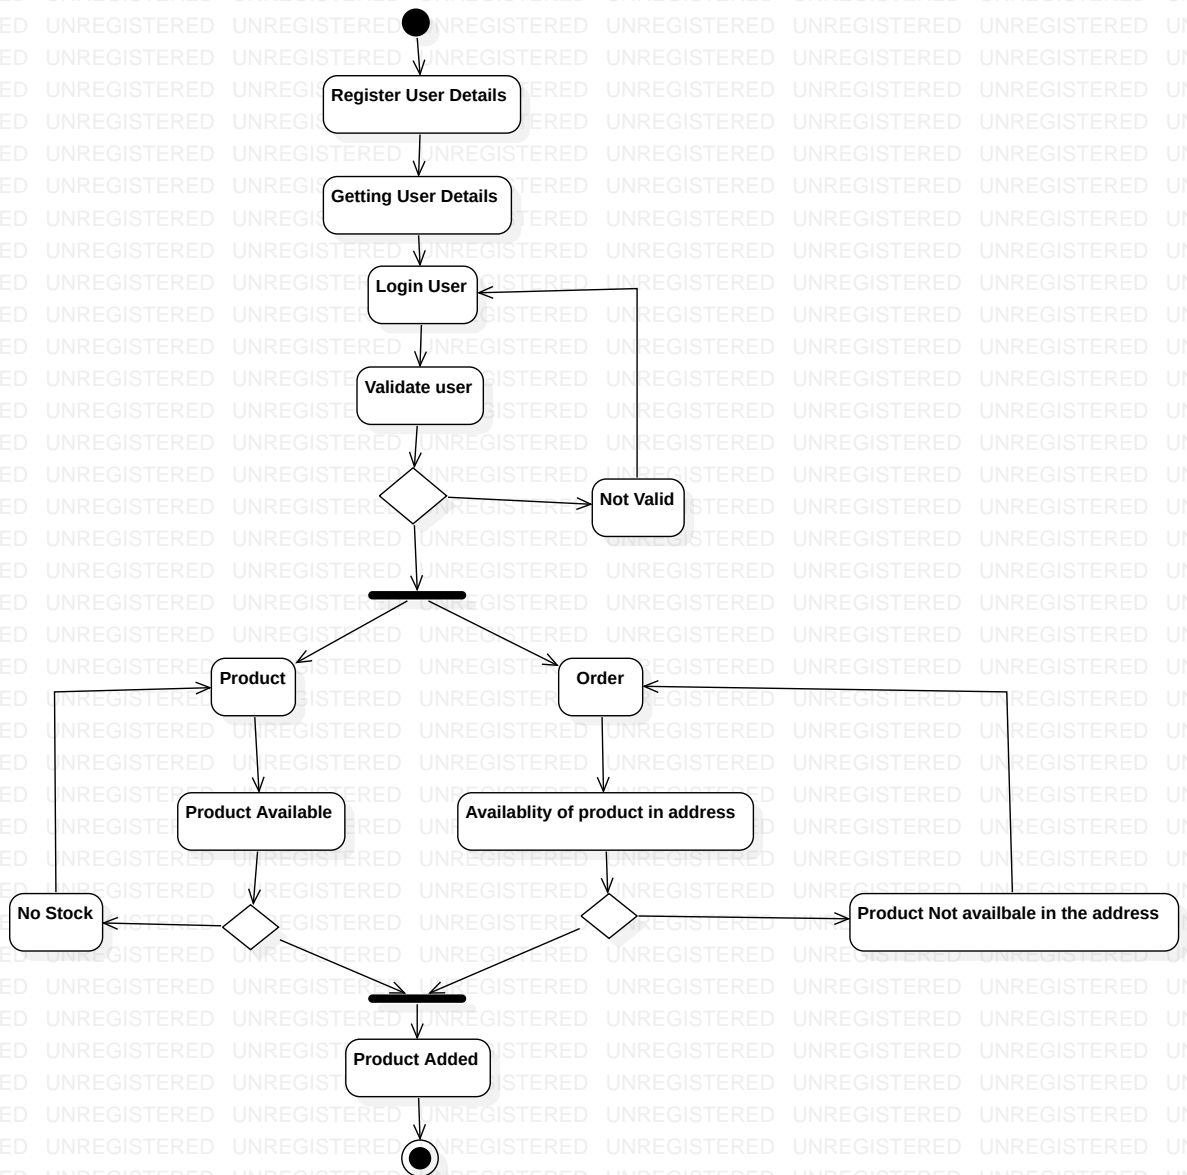 Register User Details
Getting User Details
Login User
Validate user
Not Valid
Product
Order
Product Available
Availablity of product in address
No Stock
Product Not availbale in the address
Product Added
UNREGISTERED